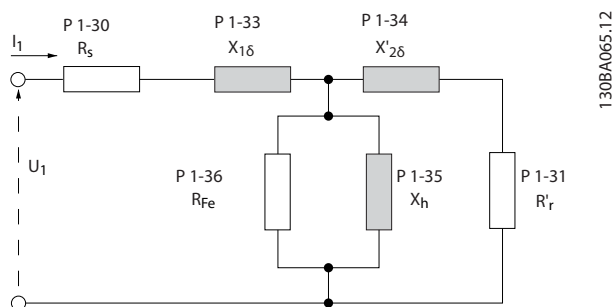 P 1-30
Rs
P 1-33
X1δ
P 1-34
X'2δ
I1
U1
P 1-36
RFe
P 1-35
Xh
P 1-31
R'r
130BA065.12